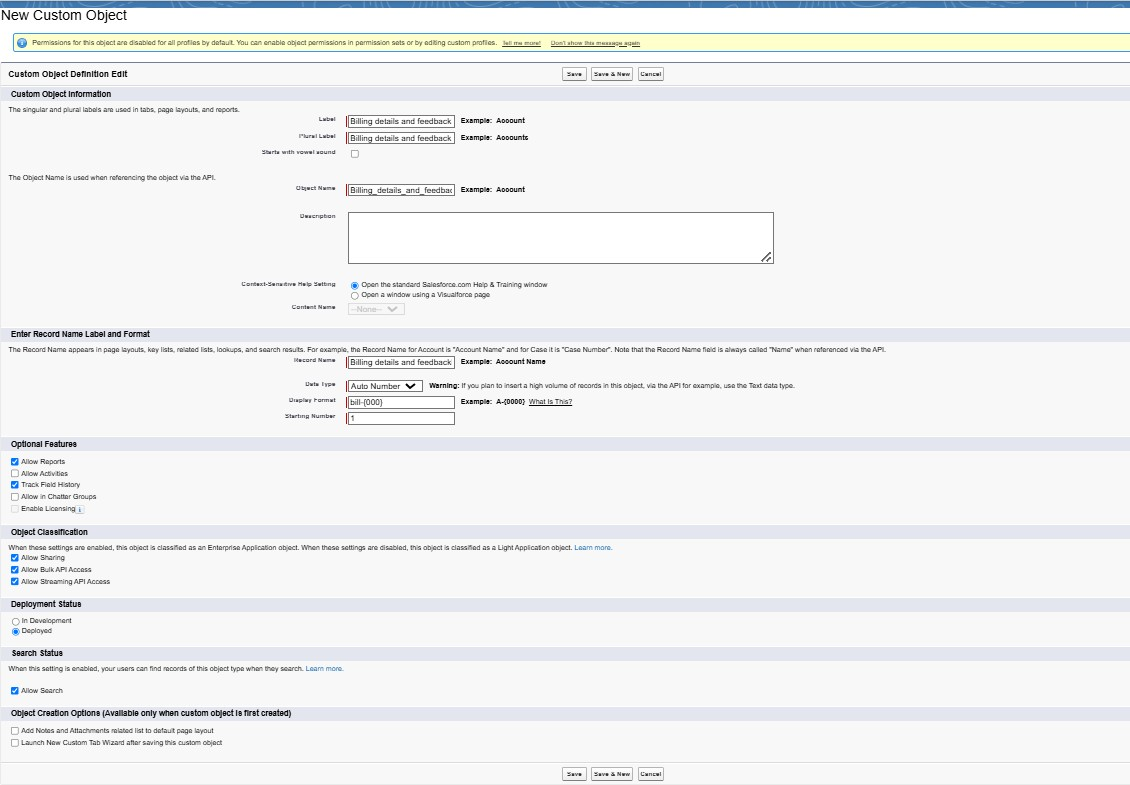 New Custom Object
Permissions for this object are disabled for all profiles by default. You can enable object permissions in permission sets or by editing custom profiles. Tell me more! Don't show this message again
Custom Object Definition Edit Save Save & New Cancel
Custom Object Information
The singular and plural labels are used in tabs, page layouts, and reports.
Label Billing details and feedback Example: Account
Plural Label Billing details and feedback Example: Accounts
Starts with vowel sound
The Object Name is used when referencing the object via the API.
Object Name Billing_details_and_feedbac Example: Account
Description
Context-Sensitive Help Setting Open the standard Salesforce.com Help & Training window
Open a window using a Visualforce page
Content Name --None--
Enter Record Name Label and Format
The Record Name appears in page layouts, key lists, related lists, lookups, and search results. For example, the Record Name for Account is "Account Name" and for Case it is "Case Number". Note that the Record Name field is always called "Name" when referenced via the API.
Record Name Billing details and feedback Example: Account Name
Data Type Auto Number Warning: If you plan to insert a high volume of records in this object, via the API for example, use the Text data type.
Display Format bill-{000} Example: A-{0000} What Is This?
Starting Number 1
Optional Features
Allow Reports
Allow Activities
Track Field History
Allow in Chatter Groups
Enable Licensing i
Object Classification
When these settings are enabled, this object is classified as an Enterprise Application object. When these settings are disabled, this object is classified as a Light Application object. Learn more.
Allow Sharing
Allow Bulk API Access
Allow Streaming API Access
Deployment Status
In Development
Deployed
Search Status
When this setting is enabled, your users can find records of this object type when they search. Learn more.
Allow Search
Object Creation Options (Available only when custom object is first created)
Add Notes and Attachments related list to default page layout
Launch New Custom Tab Wizard after saving this custom object
Save Save & New Cancel